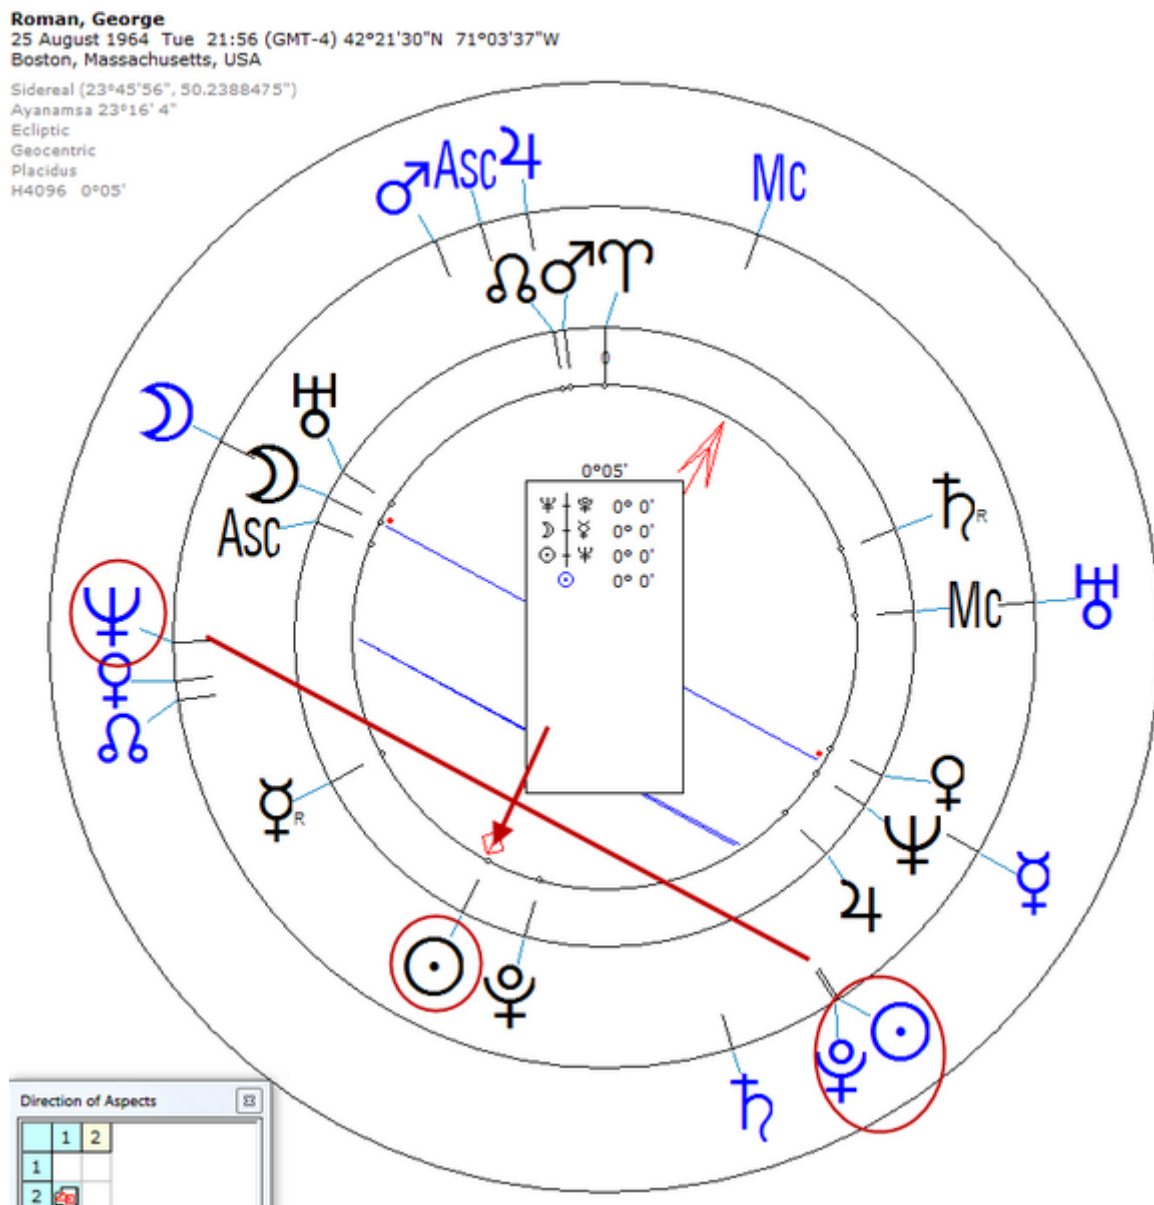 Roman, George
25 August 1964 Tue 21:56 (GMT-4) 42°21'30"N 71°03'37"W
Boston, Massachusetts, USA
Sidereal (23°45'56", 50.2388475")
Ayanamsa 23°16' 4"
Ecliptic
Geocentric
Placidus
H4096 0°05'
♂ Asc ♃ Mc
☊ ♂ ♈
0
♅
☽
☽
Asc
0°05'
♆ ♇ 0° 0'
☽ ☿ 0° 0'
☉ ♆ 0° 0'
☉ 0° 0'
♄R
Mc ♅
♆
♀
☊
☿R
♀
♆
☿
♃
☉ ♇
☉
♇
♄
Direction of Aspects
1 2
1
2